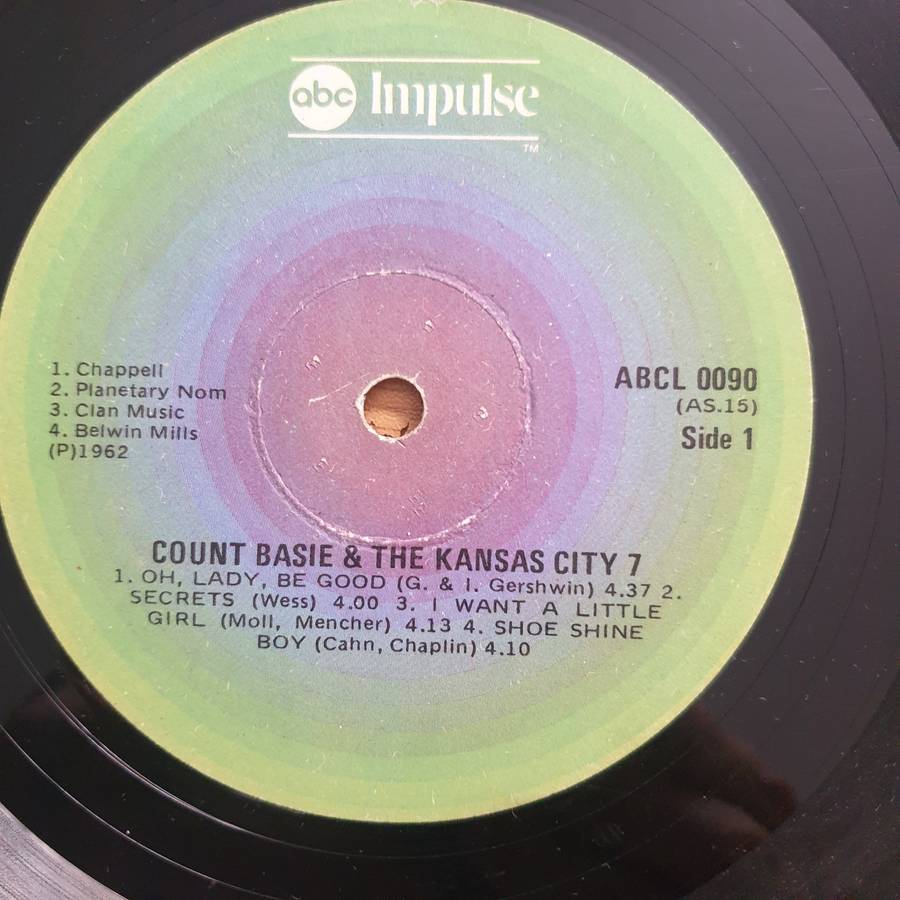 abc Impulse
TM
1. Chappell
2. Planetary Nom
3. Clan Music
4. Belwin Mills
(P)1962
ABCL 0090
(AS.15)
Side 1
COUNT BASIE & THE KANSAS CITY 7
1. OH, LADY, BE GOOD (G. & I. Gershwin) 4.37 2.
SECRETS (Wess) 4.00 3. I WANT A LITTLE
GIRL (Moll, Mencher) 4.13 4. SHOE SHINE
BOY (Cahn, Chaplin) 4.10